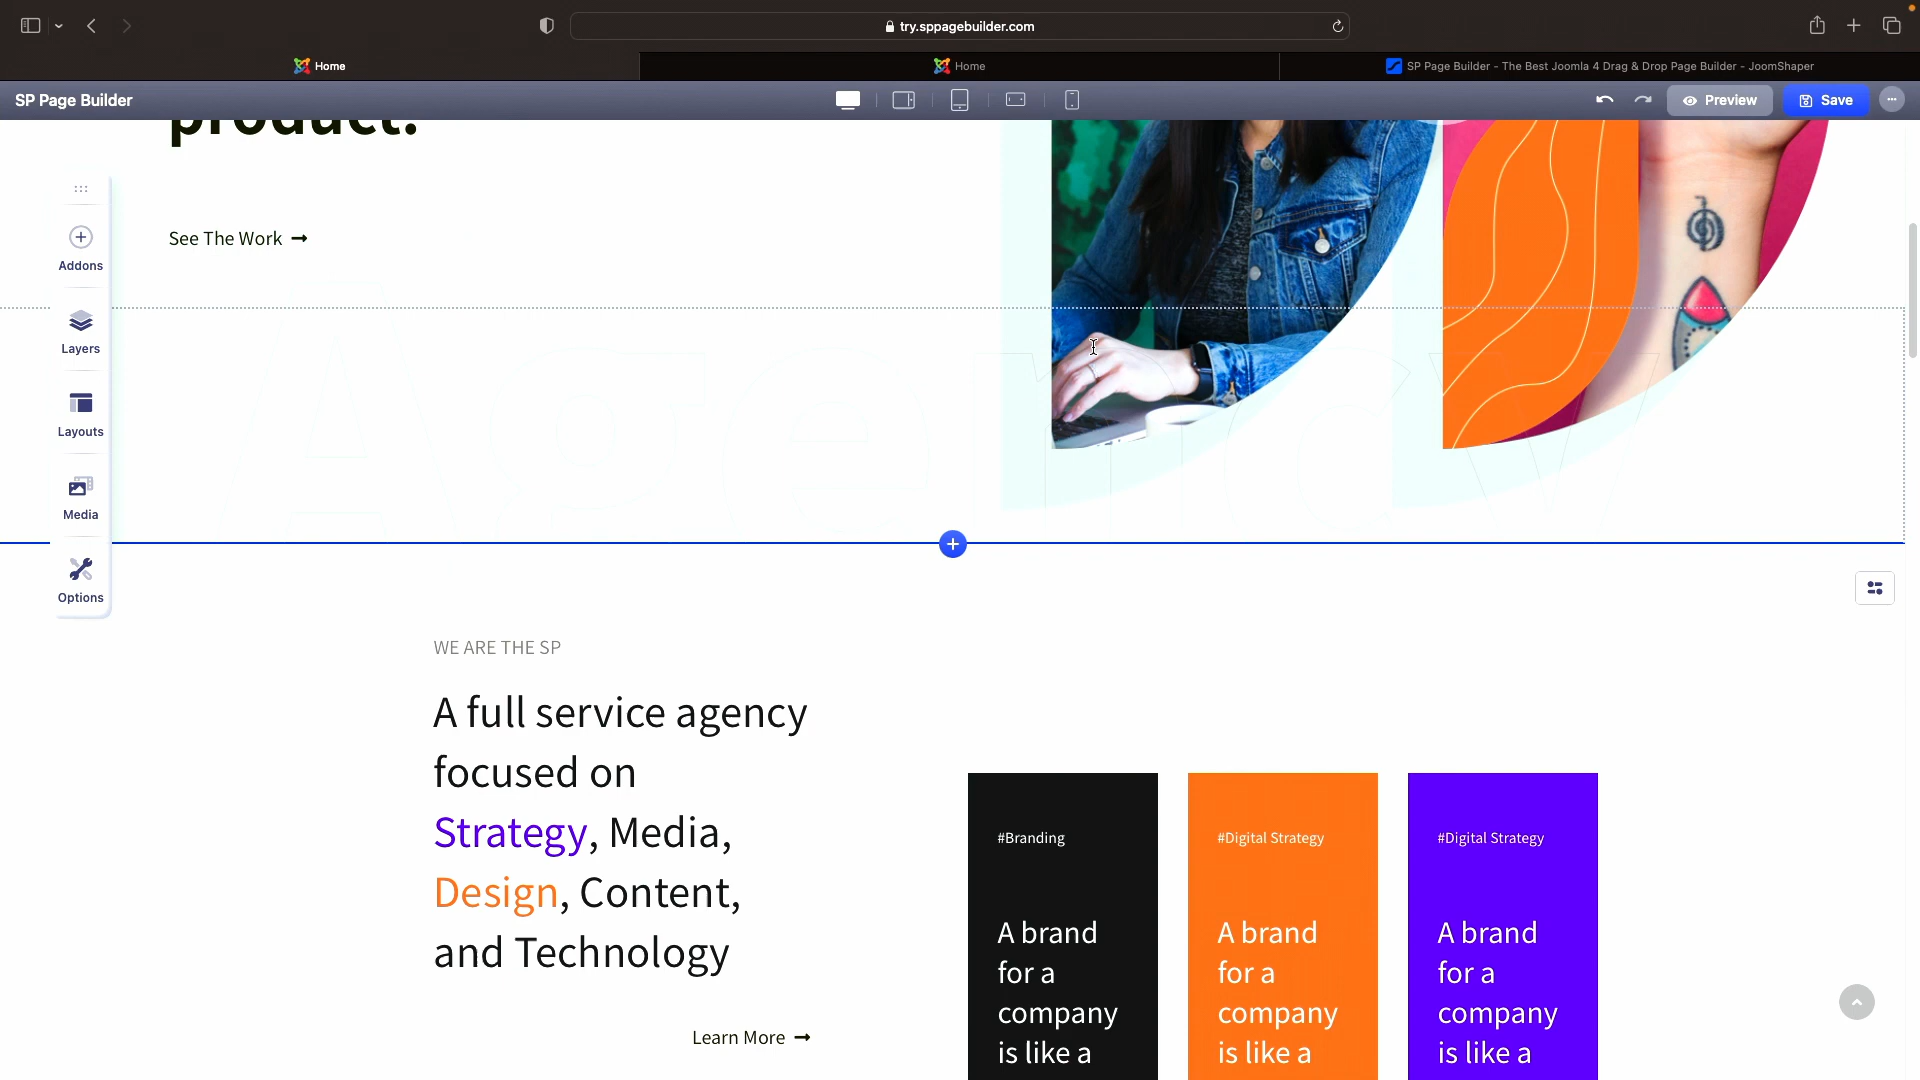 try.sppagebuilder.com
Home
Home
SP Page Builder - The Best Joomla 4 Drag & Drop Page Builder - JoomShaper
SP Page Builder
Preview
Save
product.
See The Work
Addons
Layers
Layouts
Media
Options
Agency
WE ARE THE SP
A full service agency
focused on
Strategy, Media,
Design, Content,
and Technology
Learn More
#Branding
A brand
for a
company
is like a
#Digital Strategy
A brand
for a
company
is like a
#Digital Strategy
A brand
for a
company
is like a